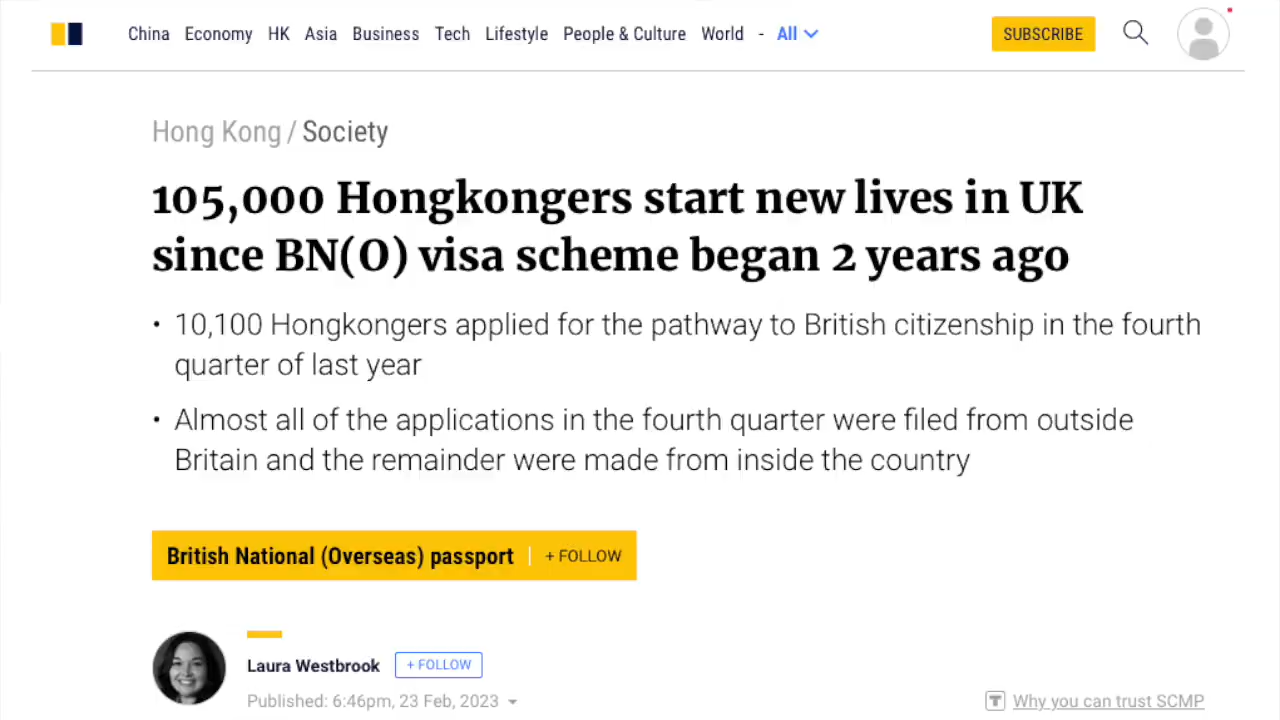 China Economy HK Asia Business Tech Lifestyle People & Culture World - All SUBSCRIBE
Hong Kong / Society
105,000 Hongkongers start new lives in UK
since BN(O) visa scheme began 2 years ago
• 10,100 Hongkongers applied for the pathway to British citizenship in the fourth
quarter of last year
• Almost all of the applications in the fourth quarter were filed from outside
Britain and the remainder were made from inside the country
British National (Overseas) passport | + FOLLOW
Laura Westbrook + FOLLOW
Published: 6:46pm, 23 Feb, 2023
T Why you can trust SCMP